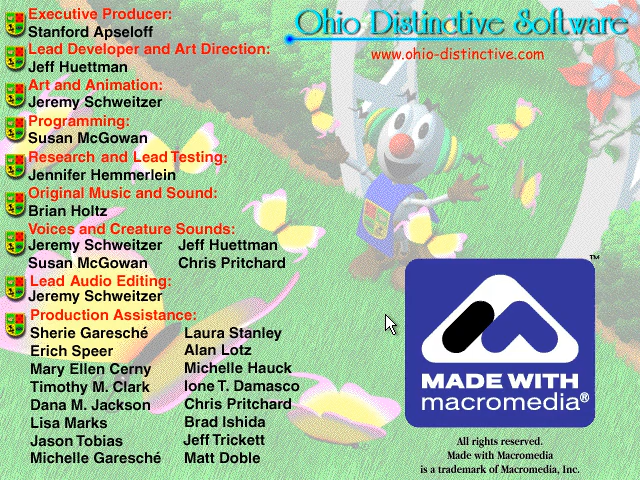 Ohio Distinctive Software
www.ohio-distinctive.com
Executive Producer:
Stanford Apseloff
Lead Developer and Art Direction:
Jeff Huettman
Art and Animation:
Jeremy Schweitzer
Programming:
Susan McGowan
Research and Lead Testing:
Jennifer Hemmerlein
Original Music and Sound:
Brian Holtz
Voices and Creature Sounds:
Jeremy Schweitzer Jeff Huettman
Susan McGowan Chris Pritchard
Lead Audio Editing:
Jeremy Schweitzer
Production Assistance:
Sherie Garesché Laura Stanley
Erich Speer Alan Lotz
Mary Ellen Cerny Michelle Hauck
Timothy M. Clark Ione T. Damasco
Dana M. Jackson Chris Pritchard
Lisa Marks Brad Ishida
Jason Tobias Jeff Trickett
Michelle Garesché Matt Doble
™
MADE WITH
macromedia®
All rights reserved.
Made with Macromedia
is a trademark of Macromedia, Inc.